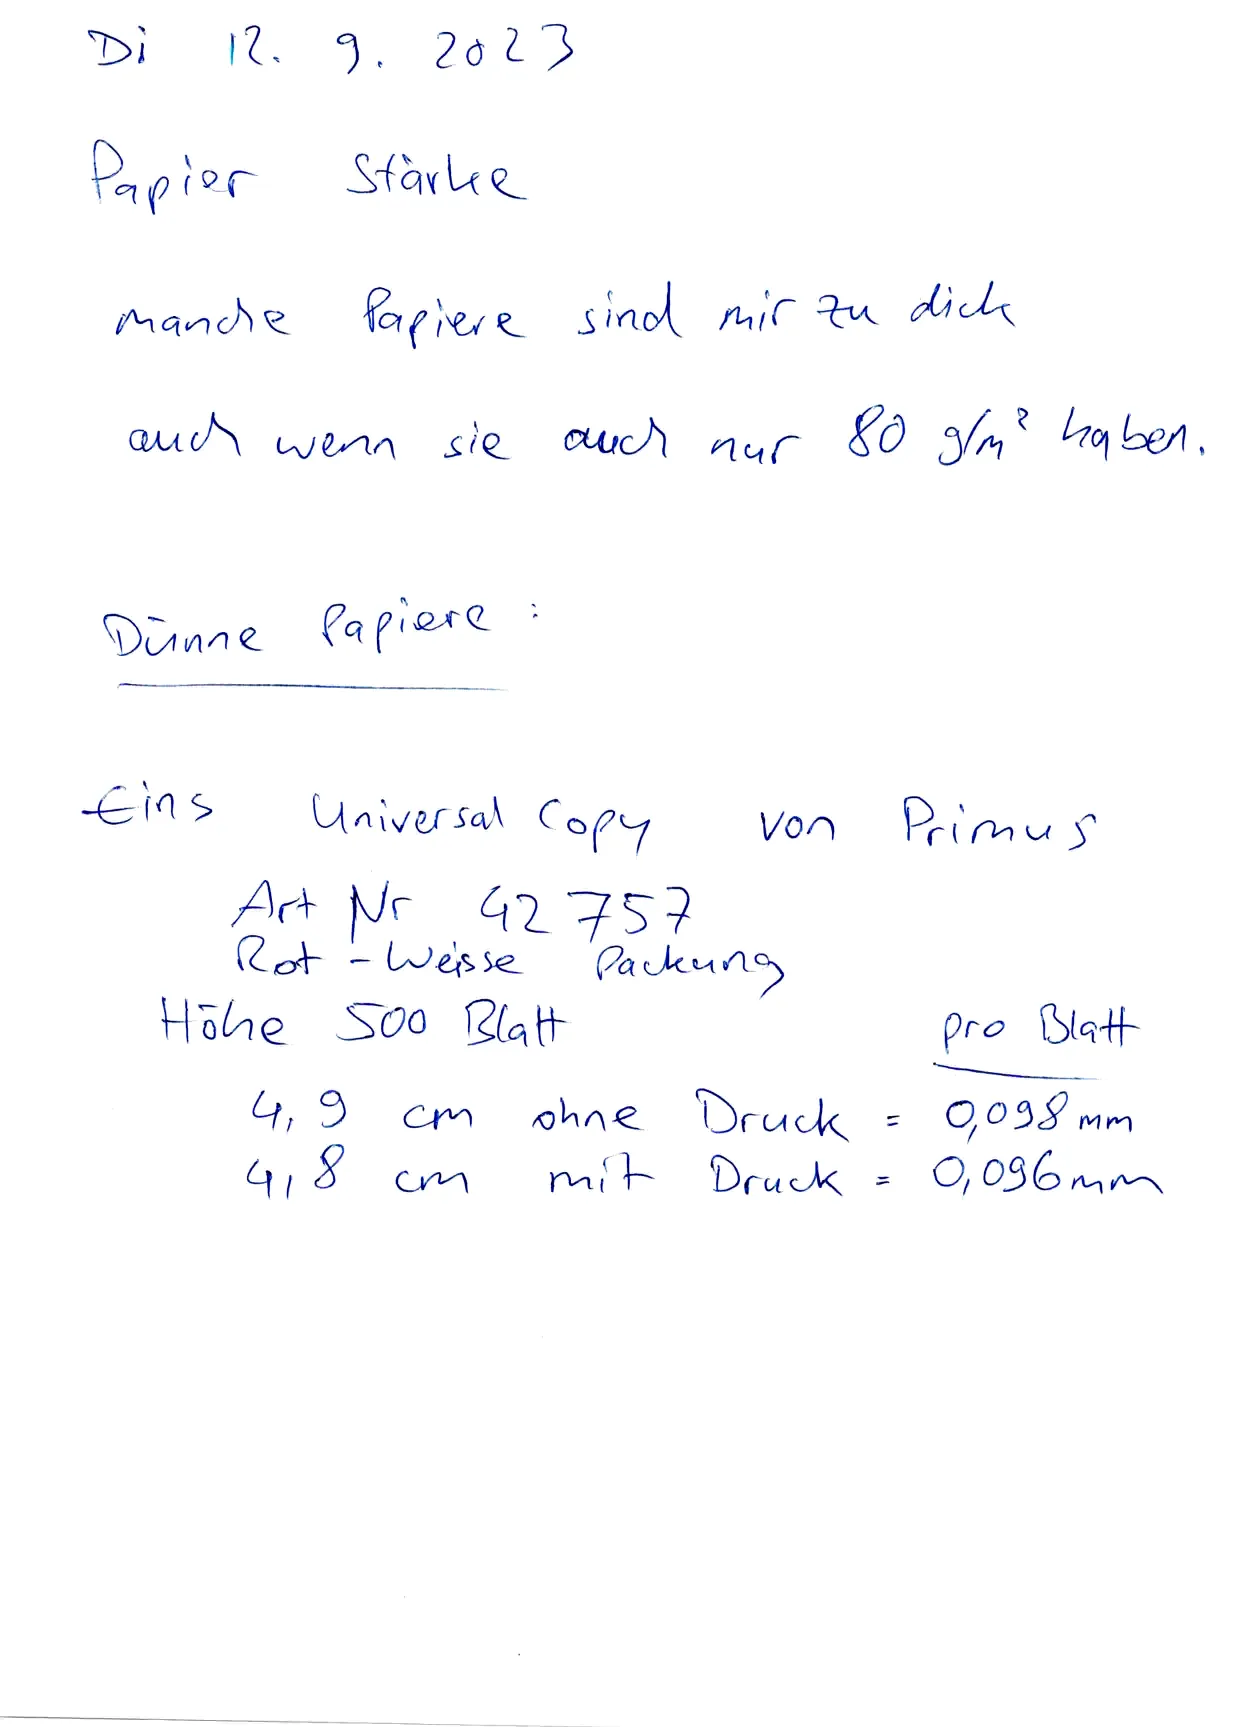 Di 12. 9. 2023
Papier Stärke
manche Papiere sind mir zu dick
auch wenn sie auch nur 80 g/m² haben.
Dünne Papiere :
Eins Universal Copy von Primus
Art Nr 42757
Rot - Weisse Packung
Höhe 500 Blatt pro Blatt
4,9 cm ohne Druck = 0,098 mm
4,8 cm mit Druck = 0,096 mm